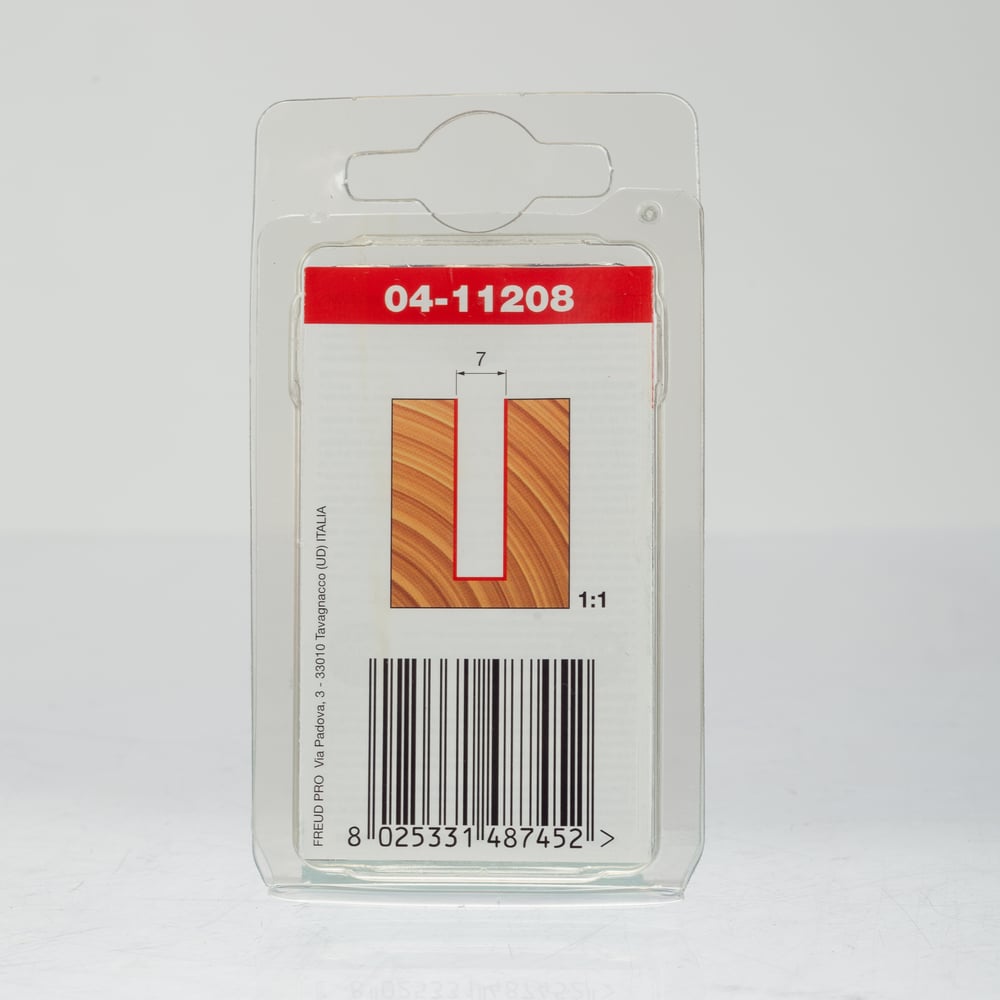 04-11208
7
1:1
FREUD PRO Via Padova, 3 - 33010 Tavagnacco (UD) ITALIA
8 025331 487452 >